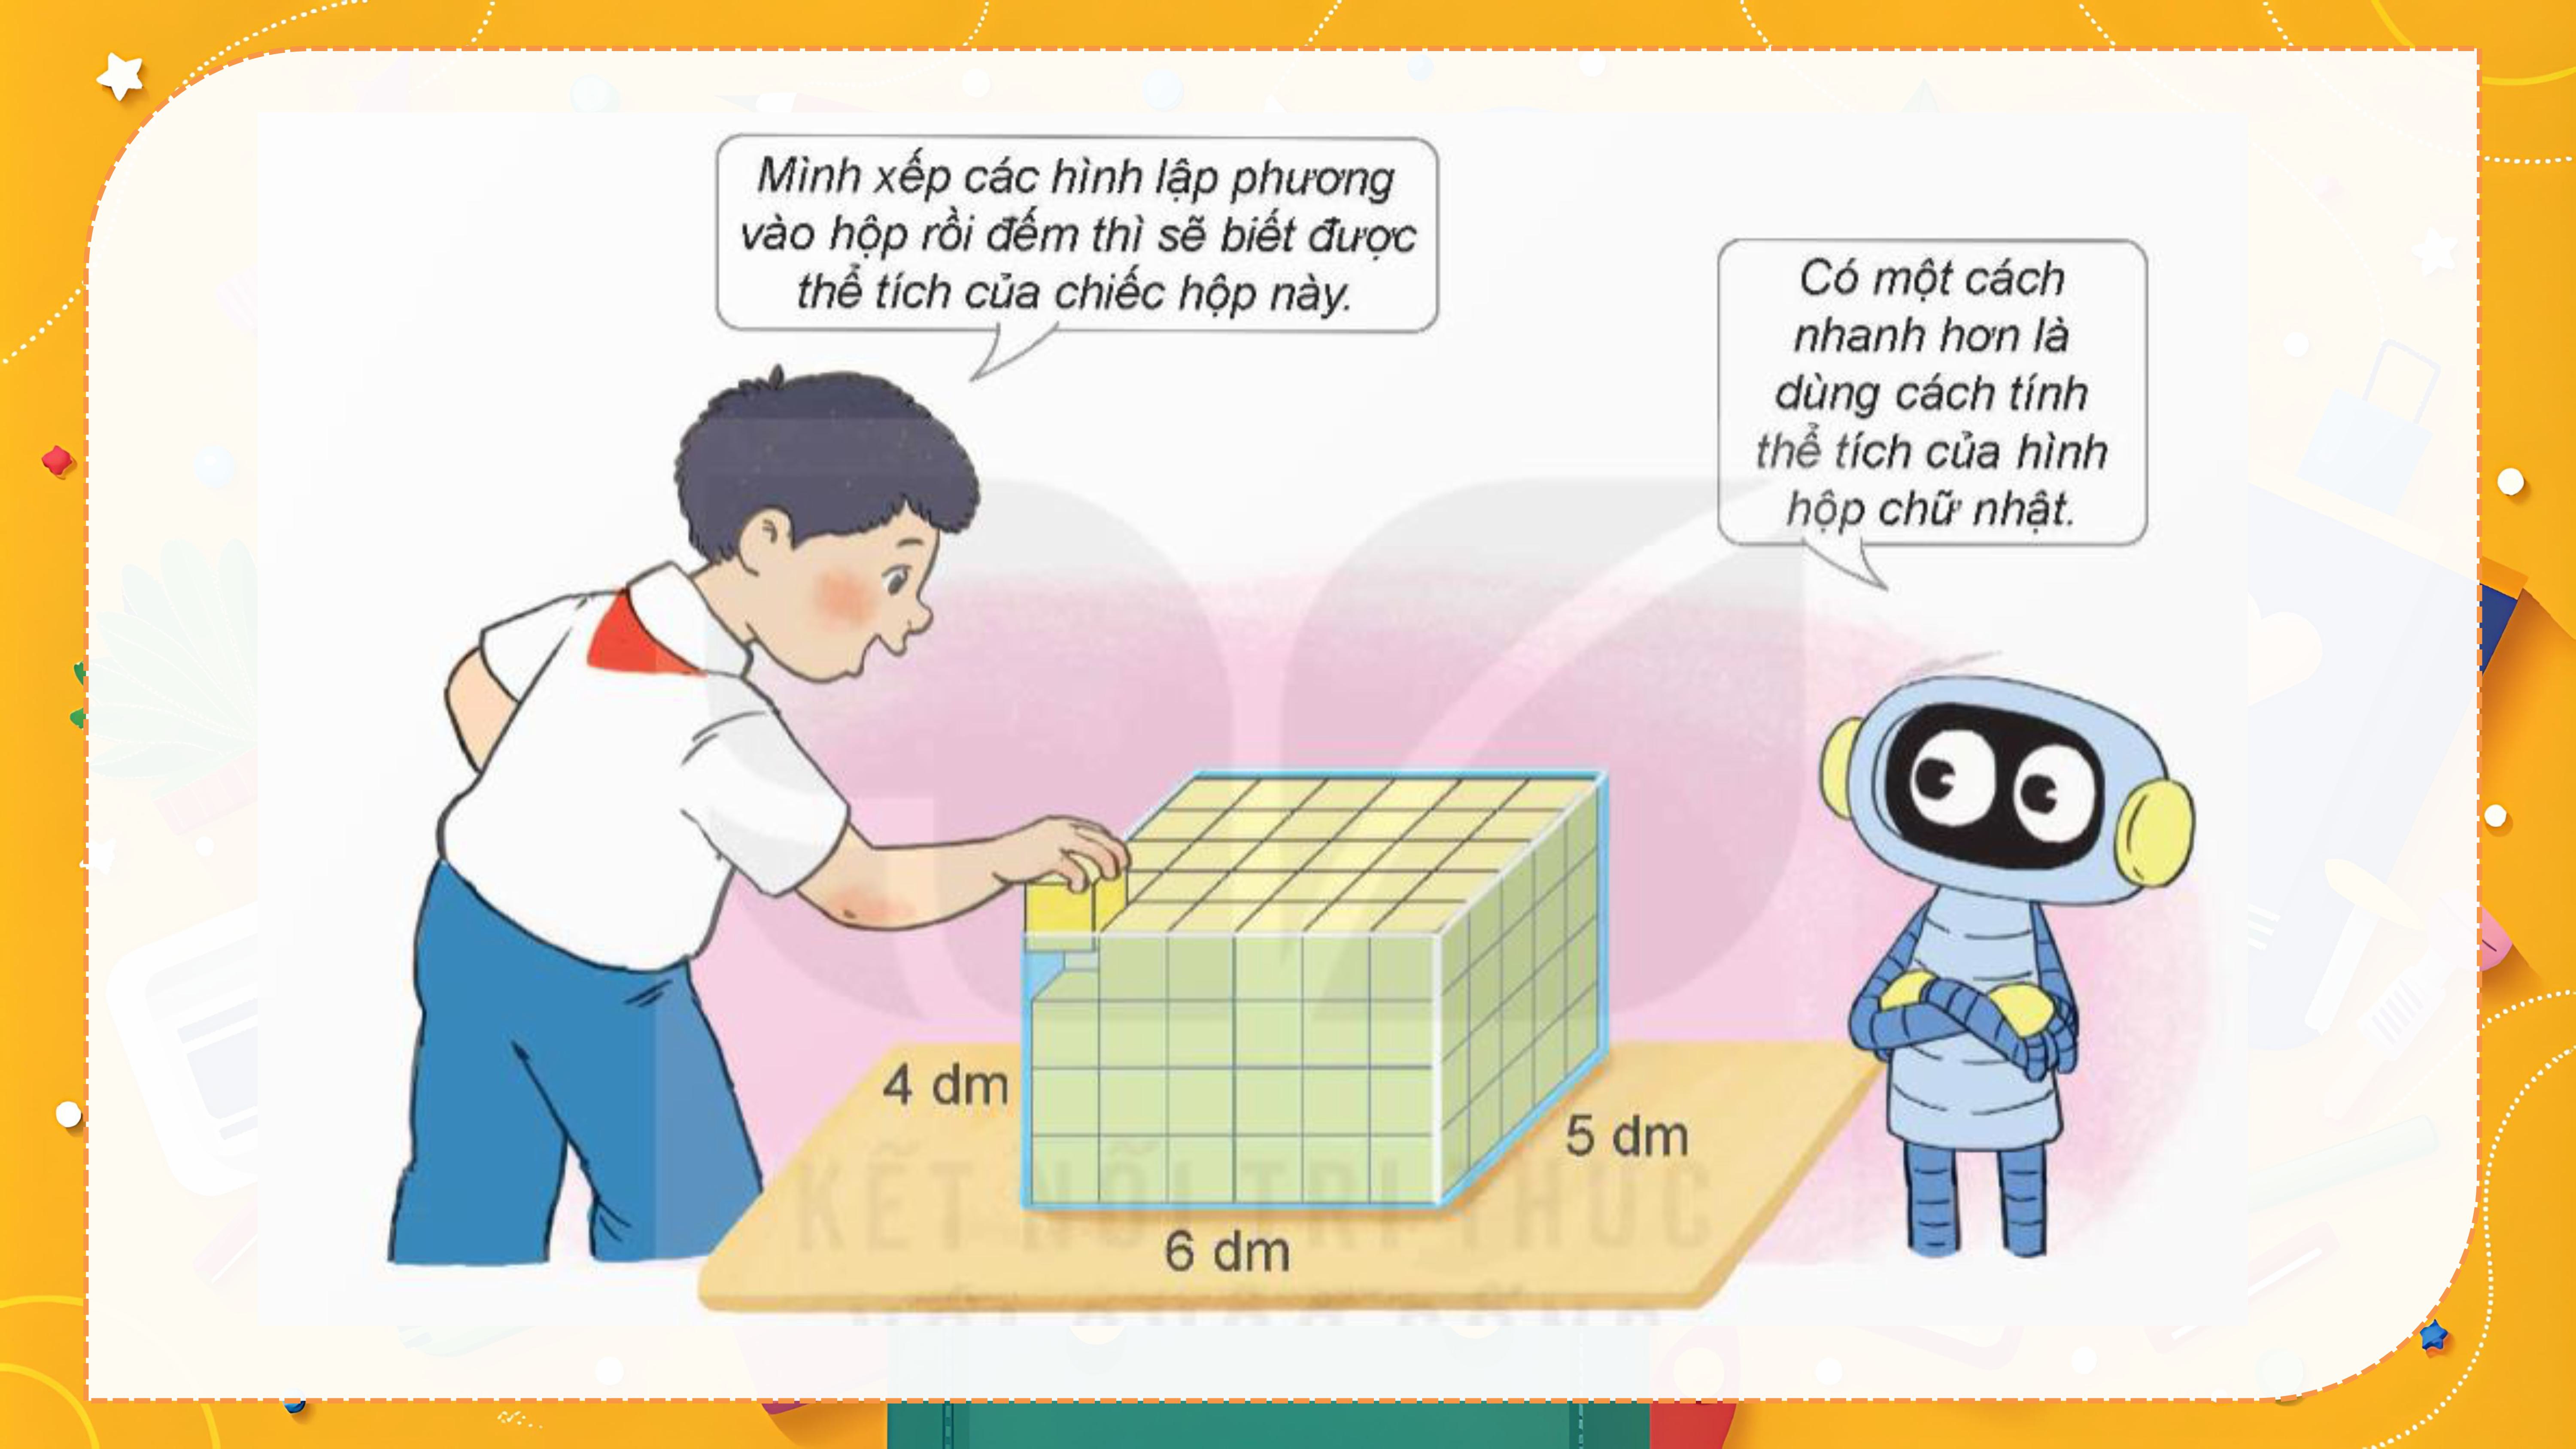 Mình xếp các hình lập phương
vào hộp rồi đếm thì sẽ biết được
thể tích của chiếc hộp này.
Có một cách
nhanh hơn là
dùng cách tính
thể tích của hình
hộp chữ nhật.
4 dm
5 dm
6 dm
KẾT NỐI TRI THỨC